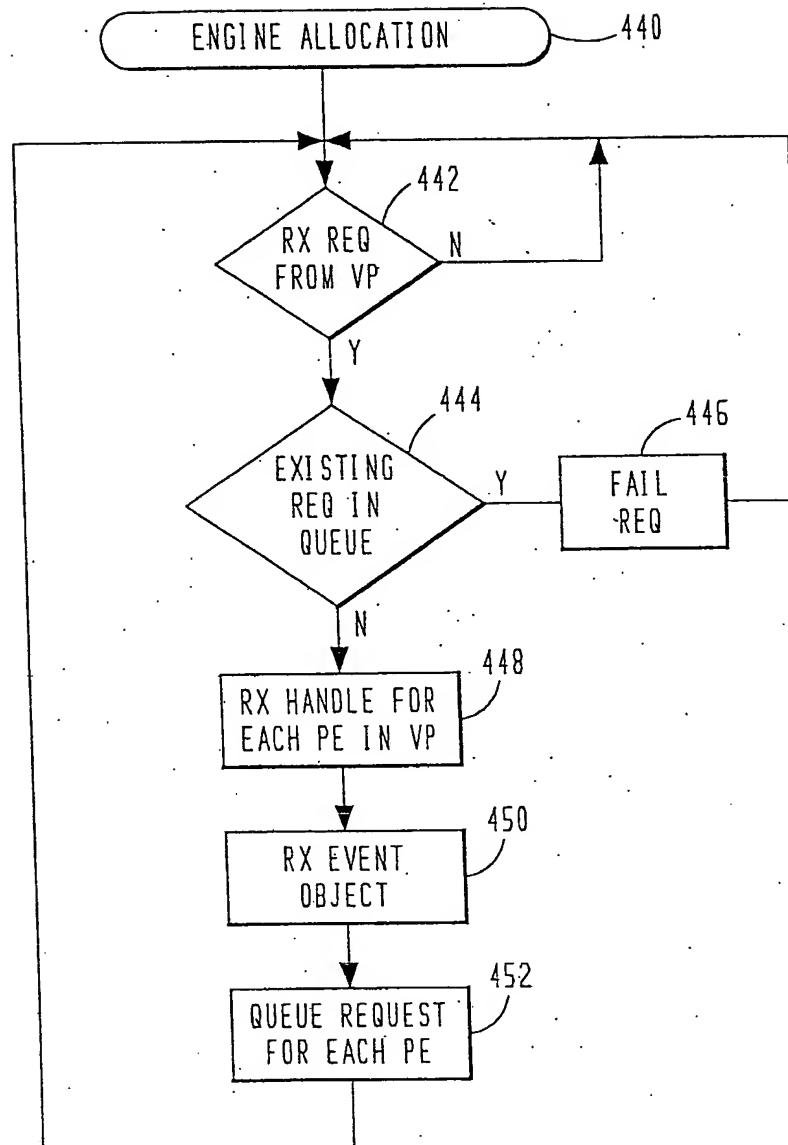 ENGINE ALLOCATION
440
442
RX REQ
FROM VP
N
Y
444
446
EXISTING
REQ IN
QUEUE
Y
FAIL
REQ
N
448
RX HANDLE FOR
EACH PE IN VP
450
RX EVENT
OBJECT
452
QUEUE REQUEST
FOR EACH PE